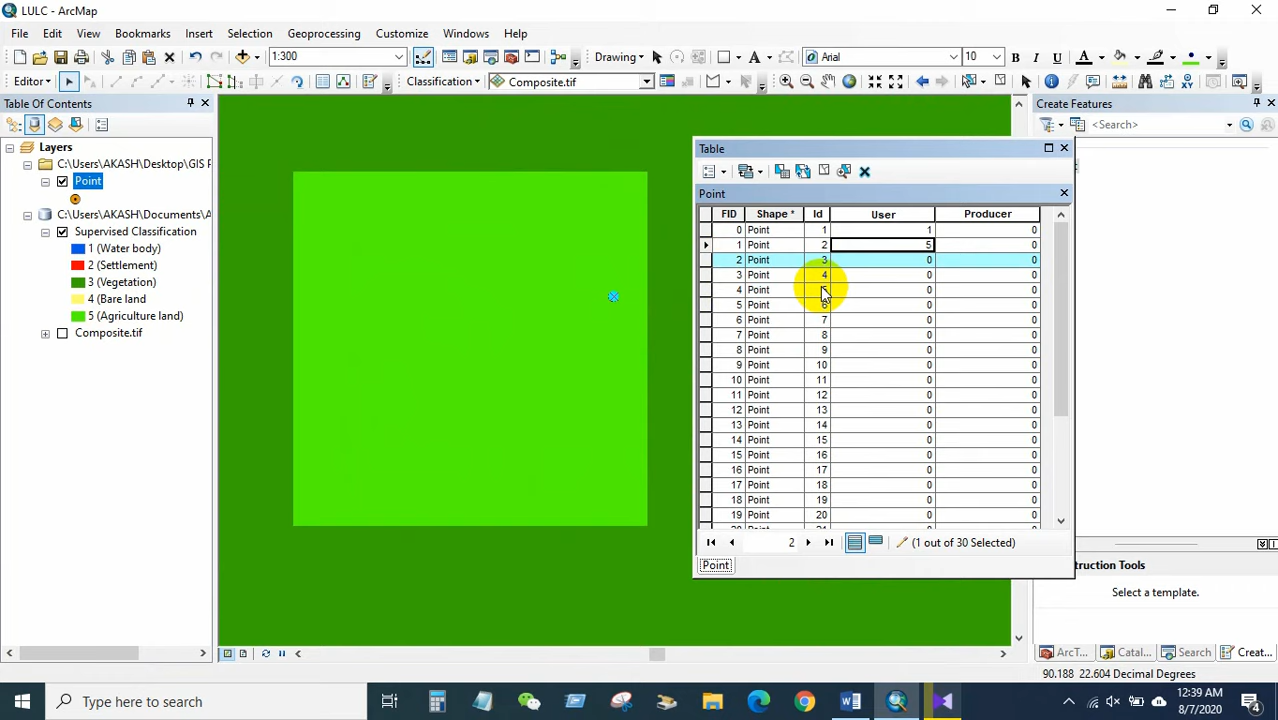 LULC - ArcMap
File Edit View Bookmarks Insert Selection Geoprocessing Customize Windows Help
1:300 Drawing A Arial 10 B I U A
Editor Classification Composite.tif
Table Of Contents
Layers
C:\Users\AKASH\Desktop\GIS P
Point
C:\Users\AKASH\Documents\A
Supervised Classification
1 (Water body)
2 (Settlement)
3 (Vegetation)
4 (Bare land
5 (Agriculture land)
Composite.tif
Table
Point
FID Shape * Id User Producer
0 Point 1 1 0
1 Point 2 5 0
2 Point 3 0 0
3 Point 4 0 0
4 Point 0 0
5 Point 6 0 0
6 Point 7 0 0
7 Point 8 0 0
8 Point 9 0 0
9 Point 10 0 0
10 Point 11 0 0
11 Point 12 0 0
12 Point 13 0 0
13 Point 14 0 0
14 Point 15 0 0
15 Point 16 0 0
16 Point 17 0 0
17 Point 18 0 0
18 Point 19 0 0
19 Point 20 0 0
2 (1 out of 30 Selected)
Point
Create Features
<Search>
ruction Tools
Select a template.
ArcT... Catal... Search Creat...
90.188 22.604 Decimal Degrees
Type here to search
12:39 AM
8/7/2020
4